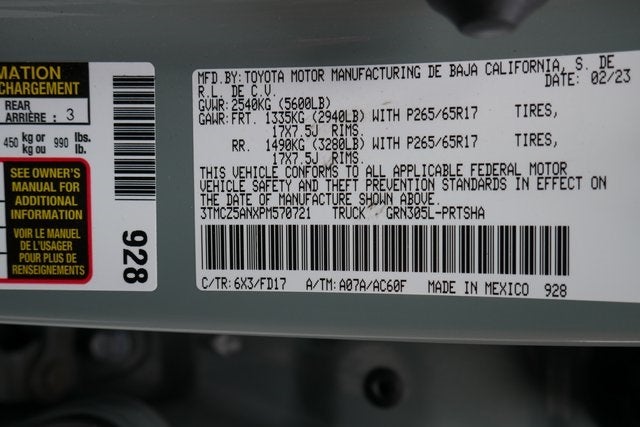 MATION
CHARGEMENT
REAR
ARRIÈRE : 3
450 kg or kg ou 990 lbs. lb.
SEE OWNER'S
MANUAL FOR
ADDITIONAL
INFORMATION
VOIR LE MANUEL
DE L'USAGER
POUR PLUS DE
RENSEIGNEMENTS
928
MFD.BY:TOYOTA MOTOR MANUFACTURING DE BAJA CALIFORNIA, S. DE
R.L. DE C.V. DATE: 02/23
GVWR:2540KG (5600LB)
GAWR:FRT. 1335KG (2940LB) WITH P265/65R17 TIRES,
17X7.5J RIMS.
RR. 1490KG (3280LB) WITH P265/65R17 TIRES,
17X7.5J RIMS.
THIS VEHICLE CONFORMS TO ALL APPLICABLE FEDERAL MOTOR
VEHICLE SAFETY AND THEFT PREVENTION STANDARDS IN EFFECT ON
THE DATE OF MANUFACTURE SHOWN ABOVE.
3TMCZ5ANXPM570721 TRUCK GRN305L-PRTSHA
C/TR: 6X3/FD17 A/TM: A07A/AC60F MADE IN MEXICO 928